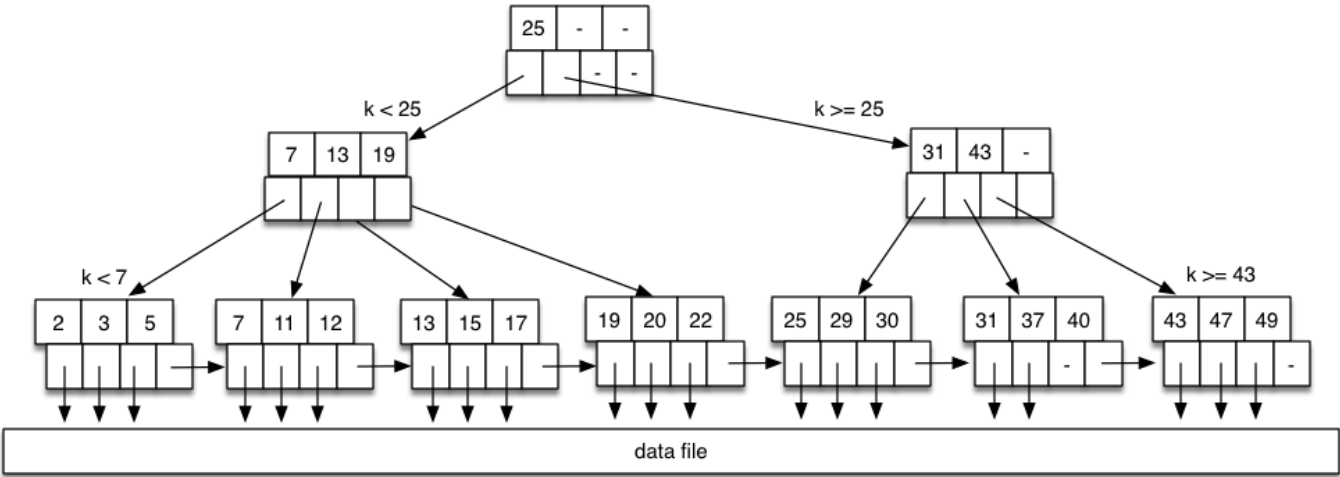 25 - -
- -
k < 25 k >= 25
7 13 19
31 43 -
k < 7 k >= 43
2 3 5
7 11 12
13 15 17
19 20 22
25 29 30
31 37 40
43 47 49
-
-
data file